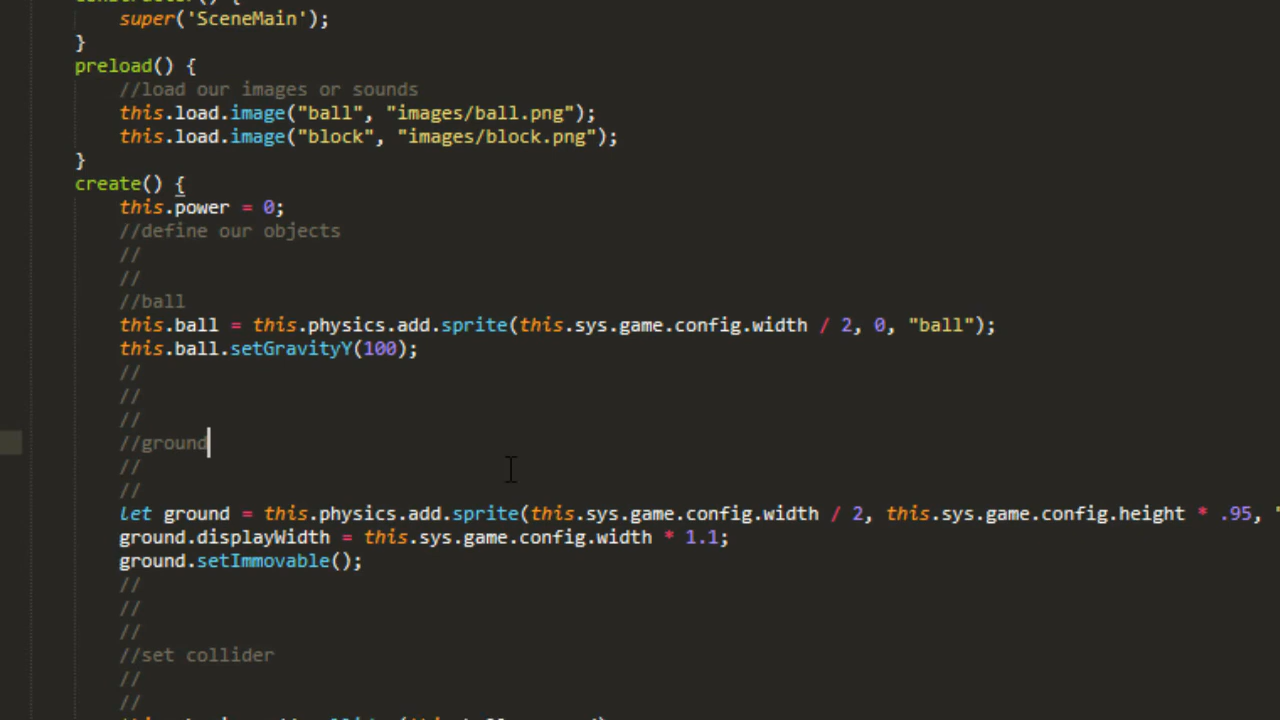 super('SceneMain');
}
preload() {
//load our images or sounds
this.load.image("ball", "images/ball.png");
this.load.image("block", "images/block.png");
}
create() {
this.power = 0;
//define our objects
//
//
//ball
this.ball = this.physics.add.sprite(this.sys.game.config.width / 2, 0, "ball");
this.ball.setGravityY(100);
//
//
//
//ground
//
//
let ground = this.physics.add.sprite(this.sys.game.config.width / 2, this.sys.game.config.height * .95, "
ground.displayWidth = this.sys.game.config.width * 1.1;
ground.setImmovable();
//
//
//
//set collider
//
//